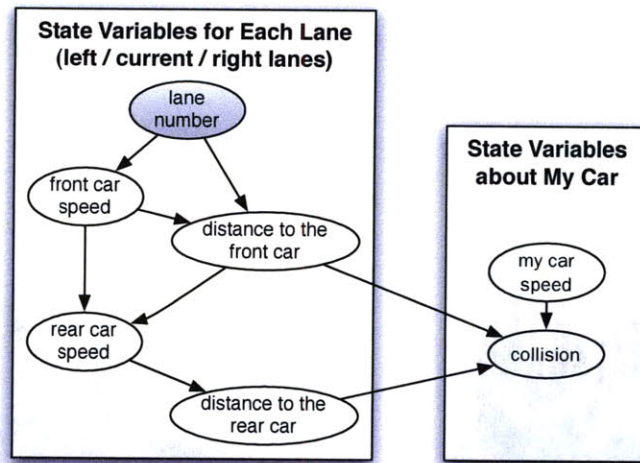 State Variables for Each Lane
(left / current / right lanes)
lane
number
front car
speed
distance to the
front car
rear car
speed
distance to the
rear car
State Variables
about My Car
my car
speed
collision